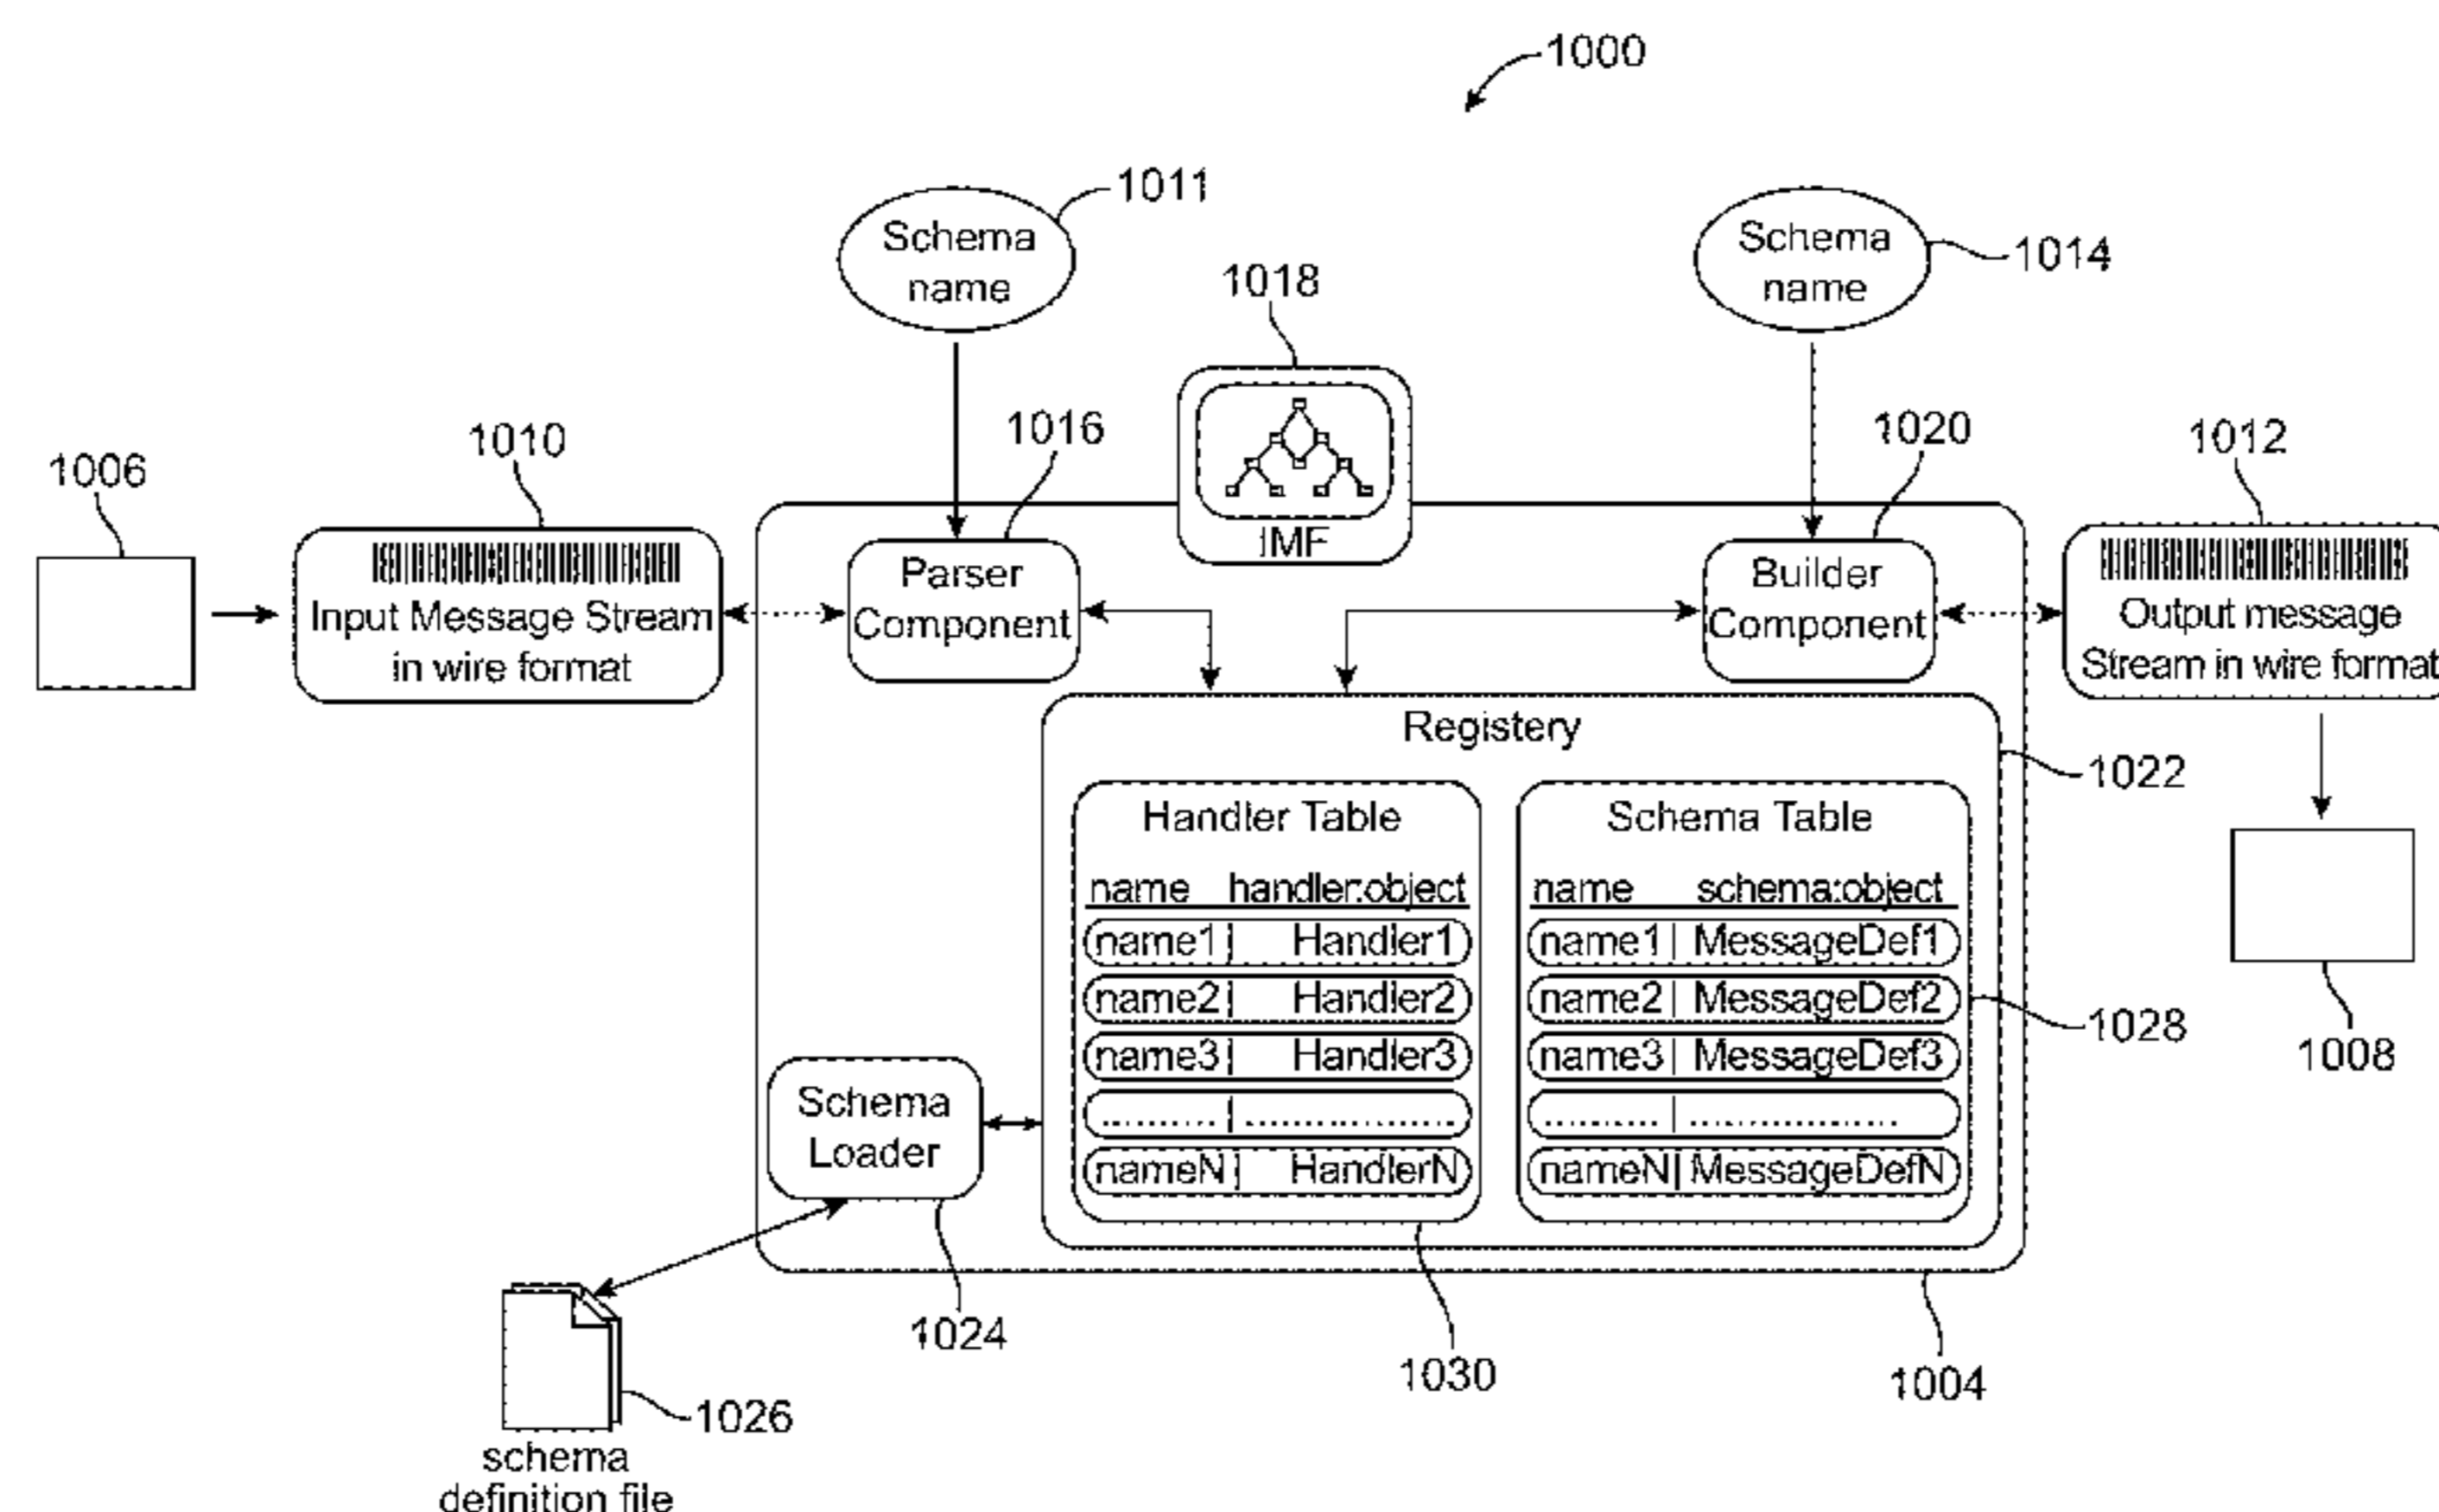 1000
1011
Schema
name
Schema
name
1014
1018
1006
1010
1016
1020
1012
IMF
Input Message Stream
in wire format
Parser
Component
Builder
Component
Output message
Stream in wire format
Registery
1022
Handler Table
name handler:object
name1| Handler1
name2| Handler2
name3| Handler3
.......... | ..................
nameN| HandlerN
Schema Table
name schema:object
name1| MessageDef1
name2| MessageDef2
name3| MessageDef3
.......... | ..................
nameN| MessageDefN
1028
1008
Schema
Loader
1024
1030
1004
1026
schema
definition file